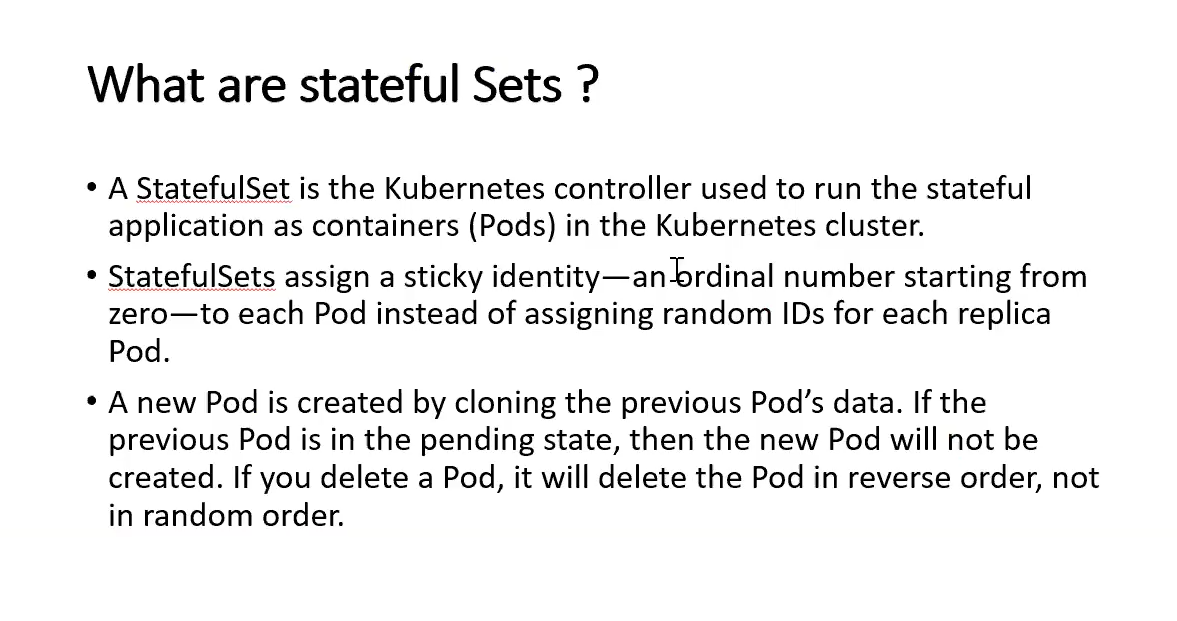 What are stateful Sets ?
• A StatefulSet is the Kubernetes controller used to run the stateful
application as containers (Pods) in the Kubernetes cluster.
• StatefulSets assign a sticky identity—an ordinal number starting from
zero—to each Pod instead of assigning random IDs for each replica
Pod.
• A new Pod is created by cloning the previous Pod’s data. If the
previous Pod is in the pending state, then the new Pod will not be
created. If you delete a Pod, it will delete the Pod in reverse order, not
in random order.